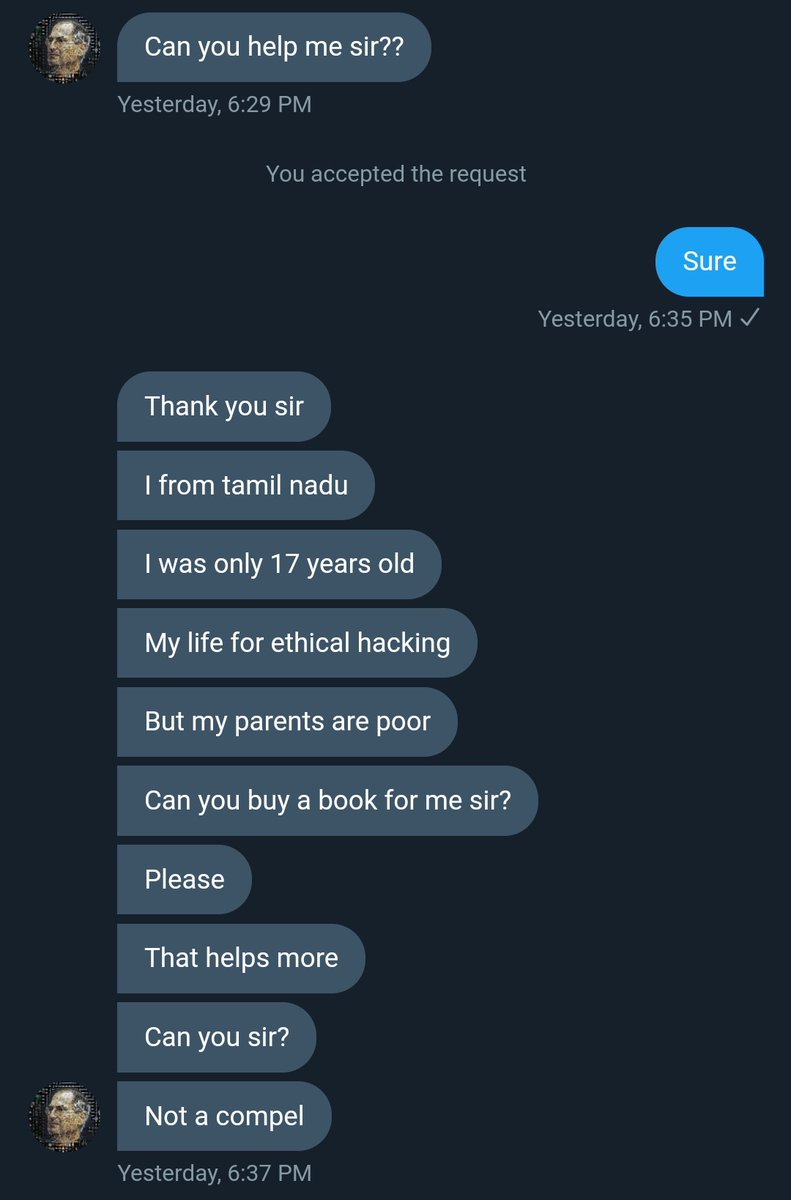 Can you help me sir??
Yesterday, 6:29 PM
You accepted the request
Sure
Yesterday, 6:35 PM
Thank you sir
I from tamil nadu
I was only 17 years old
My life for ethical hacking
But my parents are poor
Can you buy a book for me sir?
Please
That helps more
Can you sir?
Not a compel
Yesterday, 6:37 PM